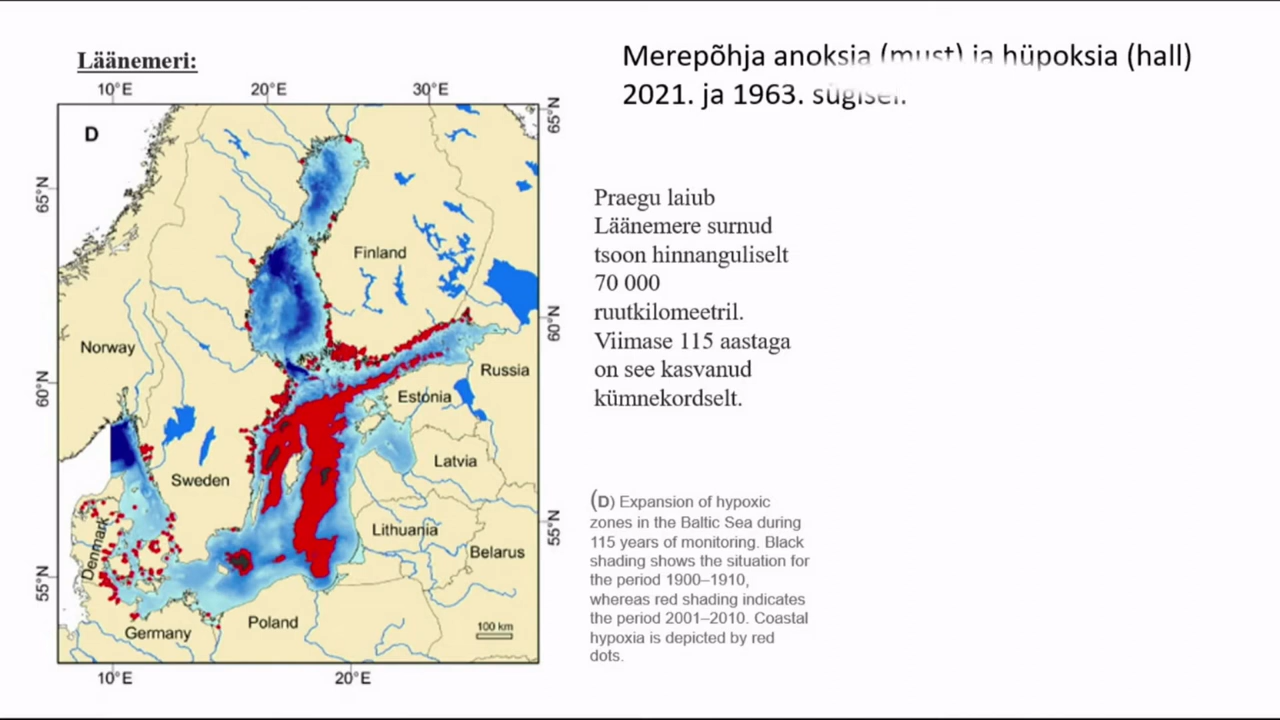 Läänemeri:
10°E 20°E 30°E
D
65°N
65°N
Finland
60°N
Norway
Russia
60°N
Estonia
Latvia
Sweden
Lithuania
55°N
Denmark
Belarus
55°N
Poland
Germany
100 km
10°E 20°E
Merepõhja anoksia (must) ja hüpoksia (hall)
2021. ja 1963. sügisel.
Praegu laiub
Läänemere surnud
tsoon hinnanguliselt
70 000
ruutkilomeetril.
Viimase 115 aastaga
on see kasvanud
kümnekordselt.
(D) Expansion of hypoxic
zones in the Baltic Sea during
115 years of monitoring. Black
shading shows the situation for
the period 1900–1910,
whereas red shading indicates
the period 2001–2010. Coastal
hypoxia is depicted by red
dots.